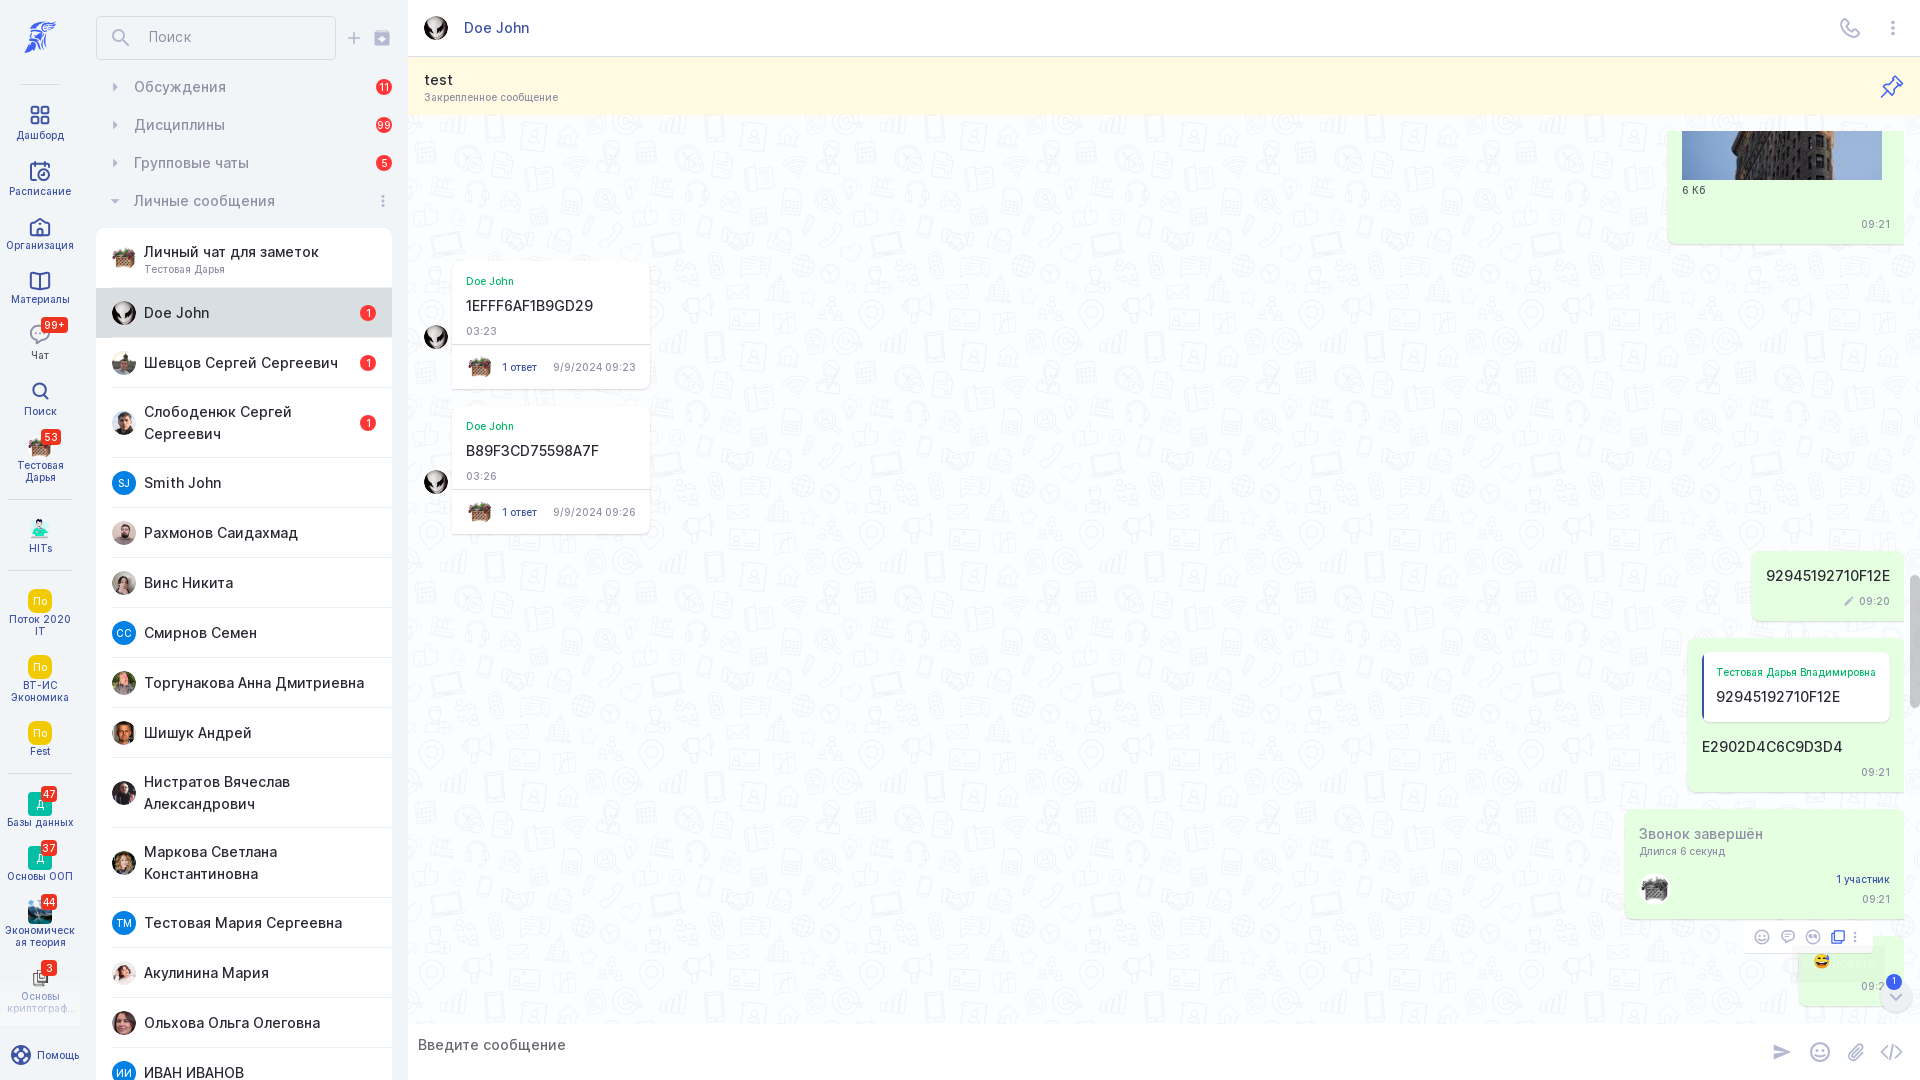 Дашборд
Расписание
Организация
Материалы
99+
Чат
Поиск
53
Тестовая
Дарья
HITs
По
Поток 2020
IT
По
ВТ-ИС
Экономика
По
Fest
47
Д
Базы данных
37
Д
Основы ООП
44
Экономическ
ая теория
3
Основы
криптограф...
Помощь
Поиск
Обсуждения
11
Дисциплины
99
Групповые чаты
5
Личные сообщения
Личный чат для заметок
Тестовая Дарья
Doe John
1
Шевцов Сергей Сергеевич
1
Слободенюк Сергей
Сергеевич
1
SJ
Smith John
Рахмонов Саидахмад
Винс Никита
СС
Смирнов Семен
Торгунакова Анна Дмитриевна
Шишук Андрей
Нистратов Вячеслав
Александрович
Маркова Светлана
Константиновна
ТМ
Тестовая Мария Сергеевна
Акулинина Мария
Ольхова Ольга Олеговна
ИИ
ИВАН ИВАНОВ
Doe John
test
Закрепленное сообщение
6 Кб
09:21
Doe John
1EFFF6AF1B9GD29
03:23
1 ответ
9/9/2024 09:23
Doe John
B89F3CD75598A7F
03:26
1 ответ
9/9/2024 09:26
92945192710F12E
09:20
Тестовая Дарья Владимировна
92945192710F12E
E2902D4C6C9D3D4
09:21
Звонок завершён
Длился 6 секунд
1 участник
09:21
😅
09:2
1
Введите сообщение